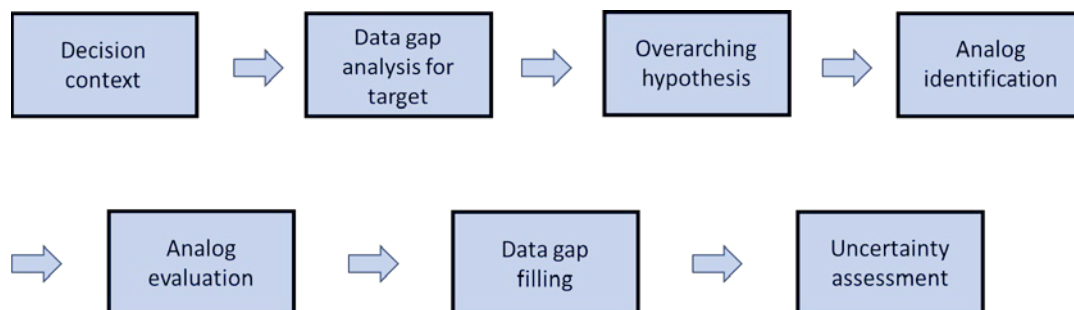 Decision
context
Data gap
analysis for
target
Overarching
hypothesis
Analog
identification
Analog
evaluation
Data gap
filling
Uncertainty
assessment